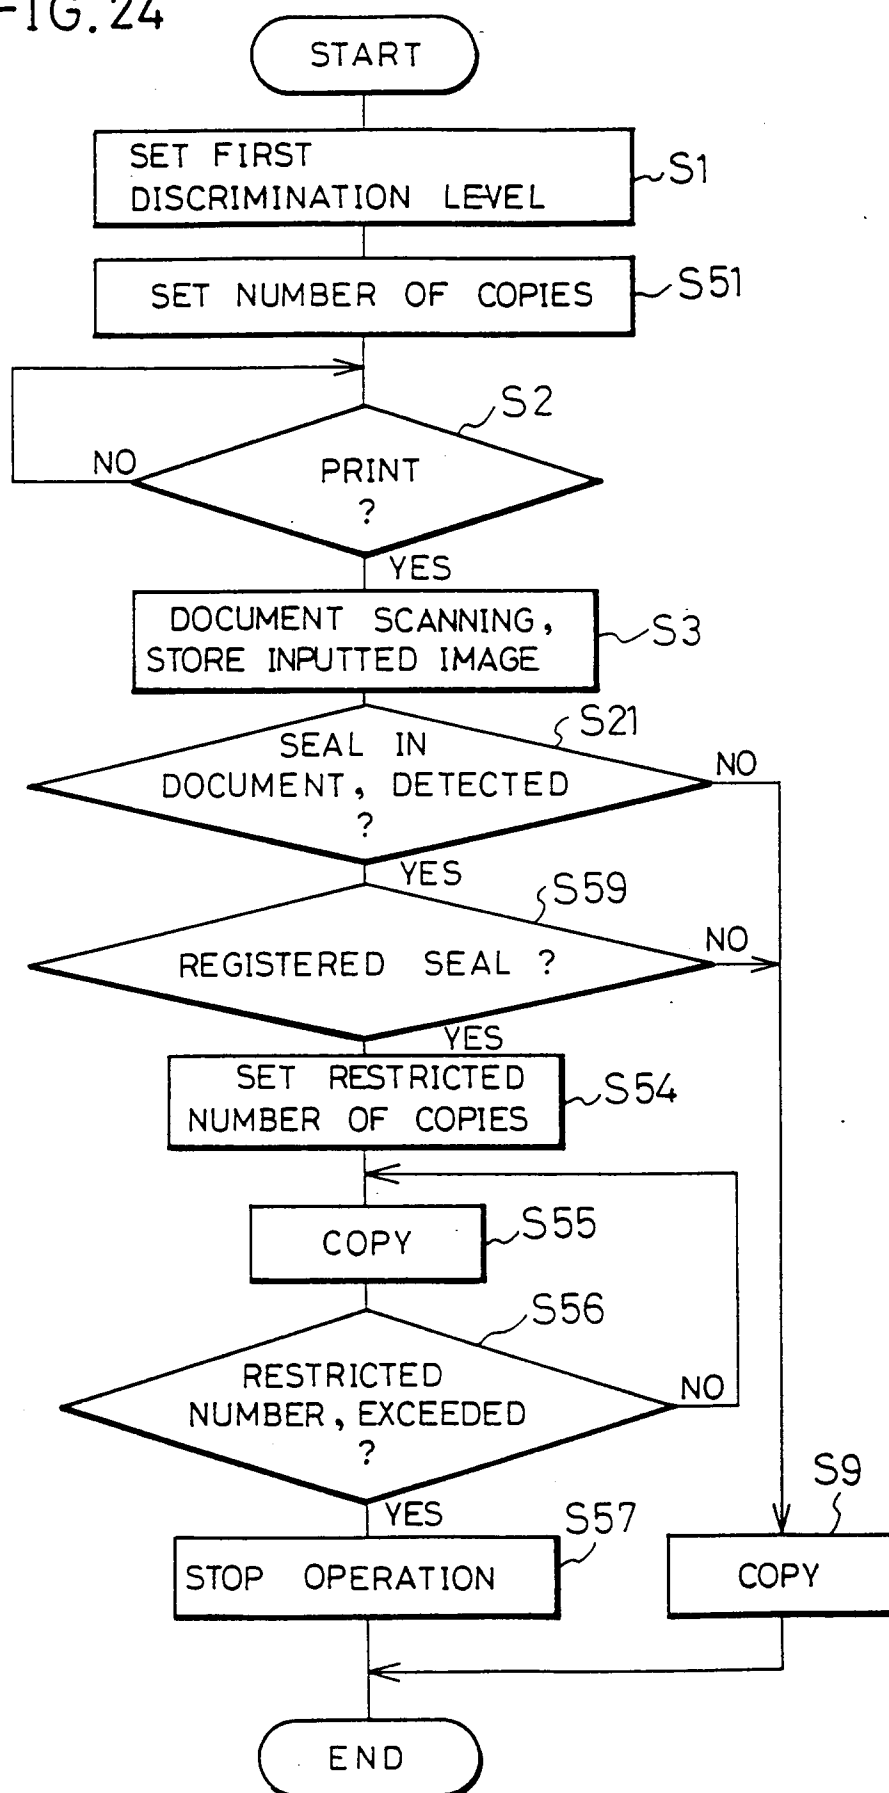 FIG. 24
START
SET FIRST
DISCRIMINATION LEVEL
S1
SET NUMBER OF COPIES
S51
S2
NO
PRINT
?
YES
DOCUMENT SCANNING,
STORE INPUTTED IMAGE
S3
S21
SEAL IN
DOCUMENT, DETECTED
?
NO
YES
S59
REGISTERED SEAL ?
NO
YES
SET RESTRICTED
NUMBER OF COPIES
S54
COPY
S55
S56
RESTRICTED
NUMBER, EXCEEDED
?
NO
YES
S57
STOP OPERATION
S9
COPY
END